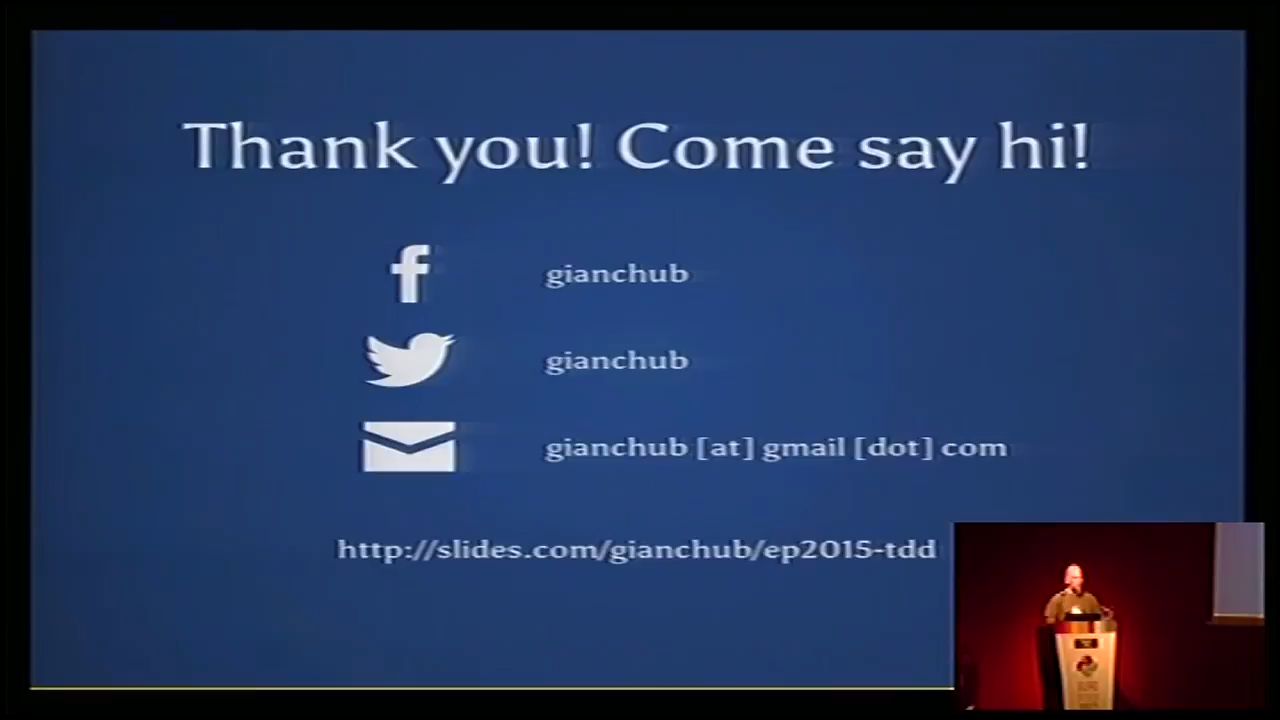 Thank you! Come say hi!
gianchub
gianchub
gianchub [at] gmail [dot] com
http://slides.com/gianchub/ep2015-tdd